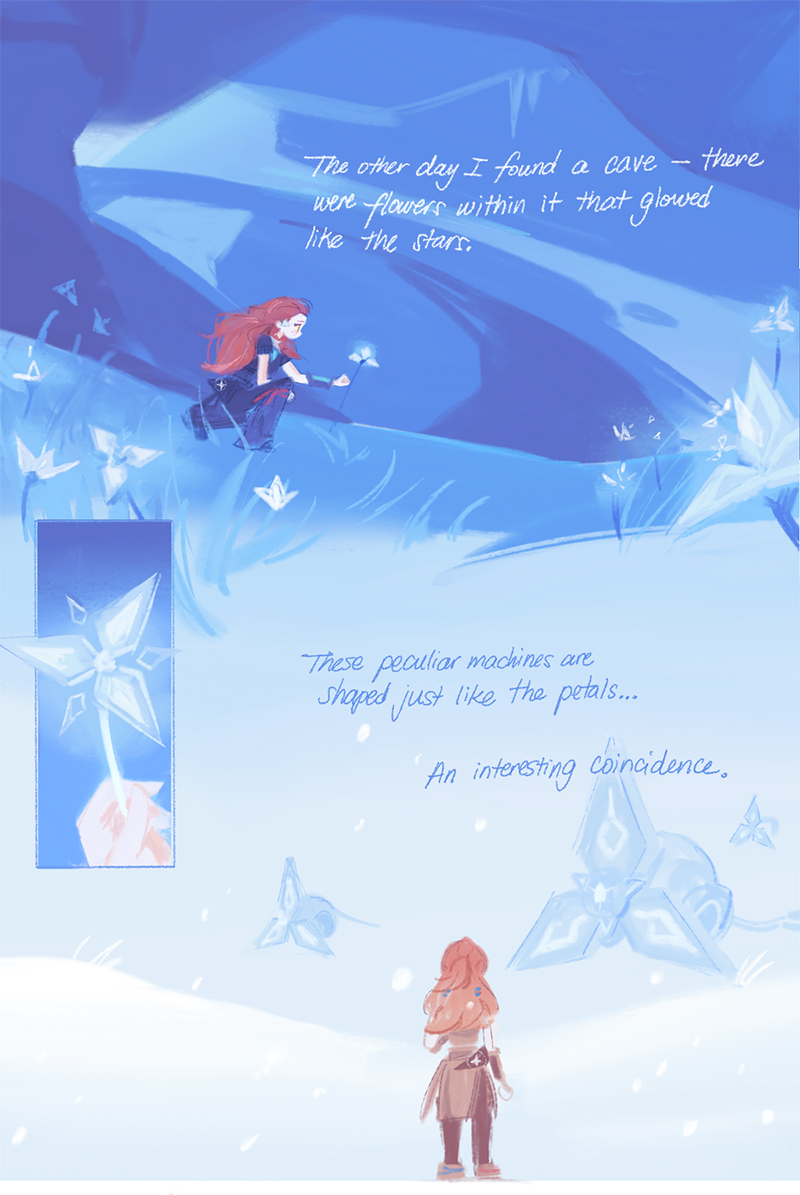 The other day I found a cave — there
were flowers within it that glowed
like the stars.
These peculiar machines are
shaped just like the petals...
An interesting coincidence.